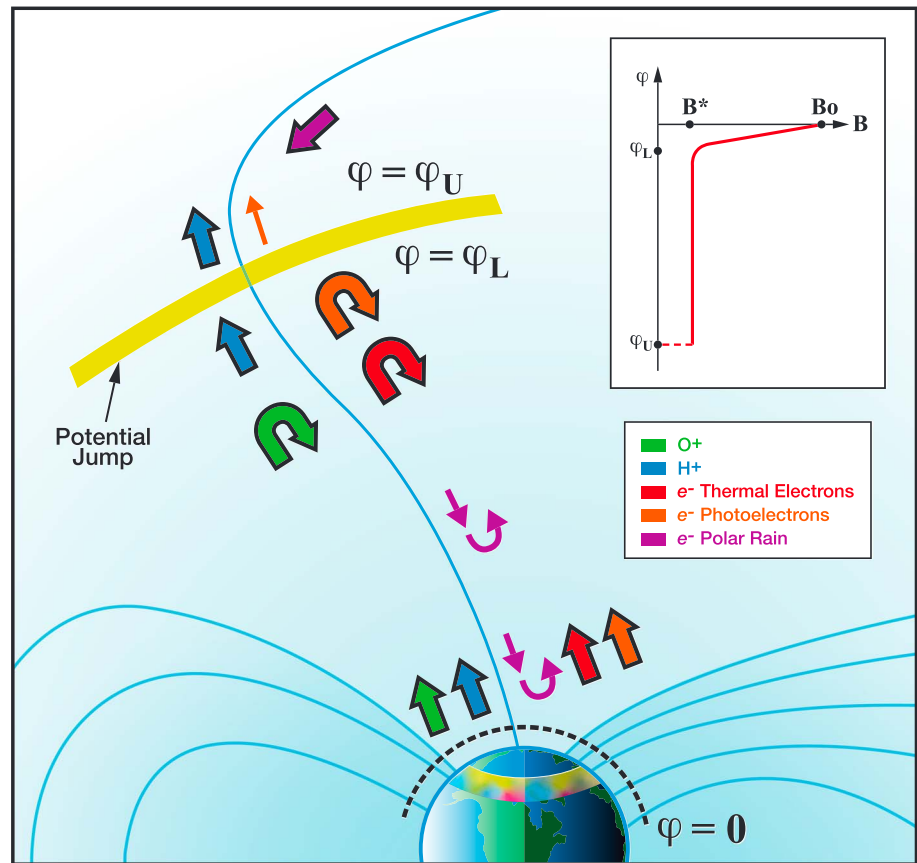 φ
B*
Bo
B
φL
φU
φ = φU
φ = φL
Potential
Jump
O+
H+
e- Thermal Electrons
e- Photoelectrons
e- Polar Rain
φ = 0